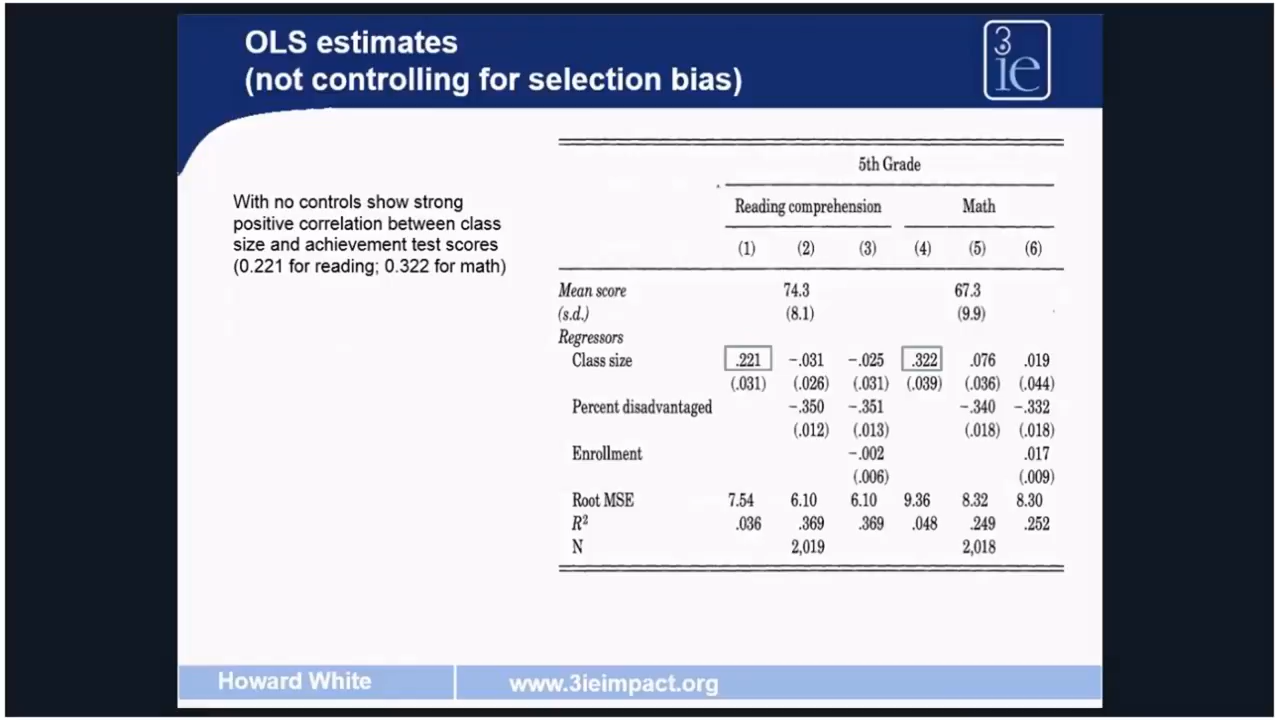 OLS estimates
(not controlling for selection bias)
3
ie
With no controls show strong
positive correlation between class
size and achievement test scores
(0.221 for reading; 0.322 for math)
5th Grade
Reading comprehension Math
(1) (2) (3) (4) (5) (6)
Mean score 74.3 67.3
(s.d.) (8.1) (9.9)
Regressors
Class size .221 −.031 −.025 .322 .076 .019
(.031) (.026) (.031) (.039) (.036) (.044)
Percent disadvantaged −.350 −.351 −.340 −.332
(.012) (.013) (.018) (.018)
Enrollment −.002 .017
(.006) (.009)
Root MSE 7.54 6.10 6.10 9.36 8.32 8.30
R² .036 .369 .369 .048 .249 .252
N 2,019 2,018
Howard White www.3ieimpact.org